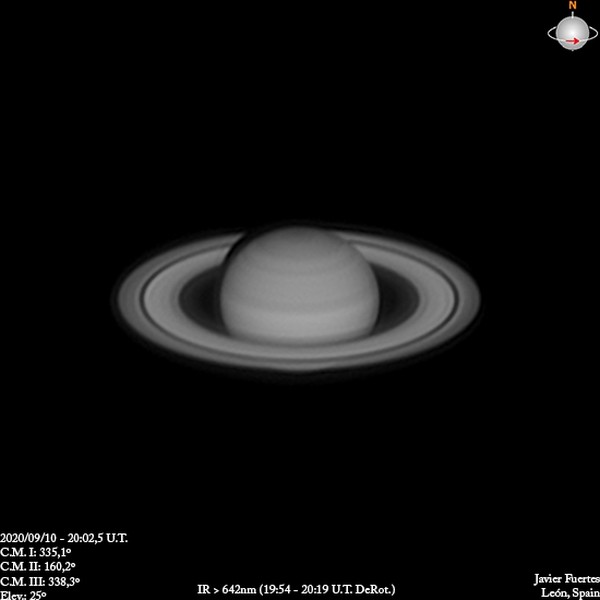 N
2020/09/10 - 20:02,5 U.T.
C.M. I: 335,1º
C.M. II: 160,2º
C.M. III: 338,3º
Elev.: 25º
IR > 642nm (19:54 - 20:19 U.T. DeRot.)
Javier Fuertes
León, Spain